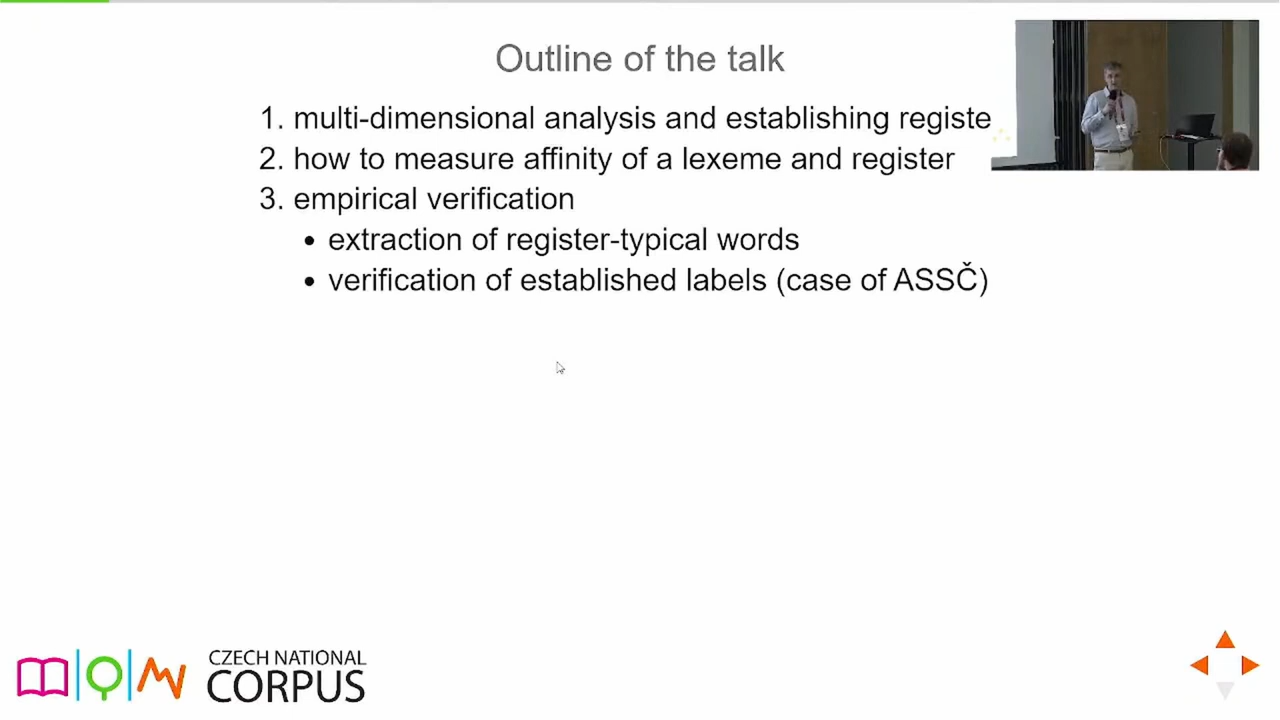 Outline of the talk
1. multi-dimensional analysis and establishing registe
2. how to measure affinity of a lexeme and register
3. empirical verification
• extraction of register-typical words
• verification of established labels (case of ASSČ)
CZECH NATIONAL
CORPUS